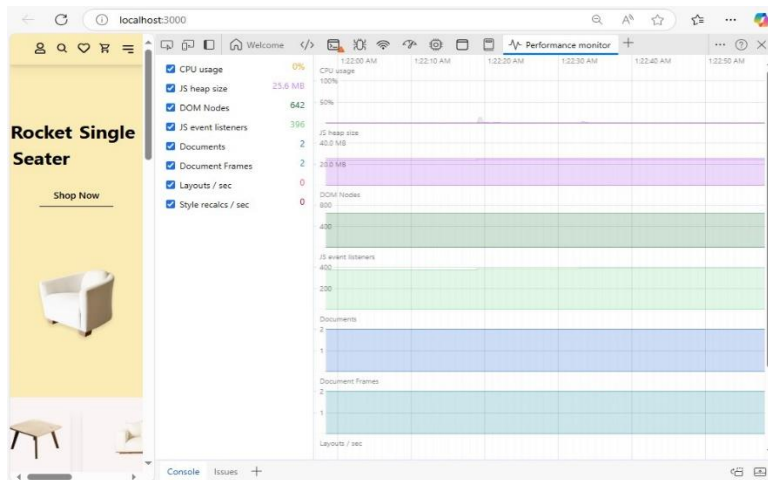 localhost:3000
Welcome
Performance monitor
Rocket Single
Seater
Shop Now
CPU usage 0%
JS heap size 25.6 MB
DOM Nodes 642
JS event listeners 396
Documents 2
Document Frames 2
Layouts / sec 0
Style recalcs / sec 0
1:22:00 AM 1:22:10 AM 1:22:20 AM 1:22:30 AM 1:22:40 AM 1:22:50 AM
CPU usage
100%
50%
JS heap size
40.0 MB
20.0 MB
DOM Nodes
800
400
JS event listeners
400
200
Documents
2
1
Document Frames
2
1
Layouts / sec
Console Issues